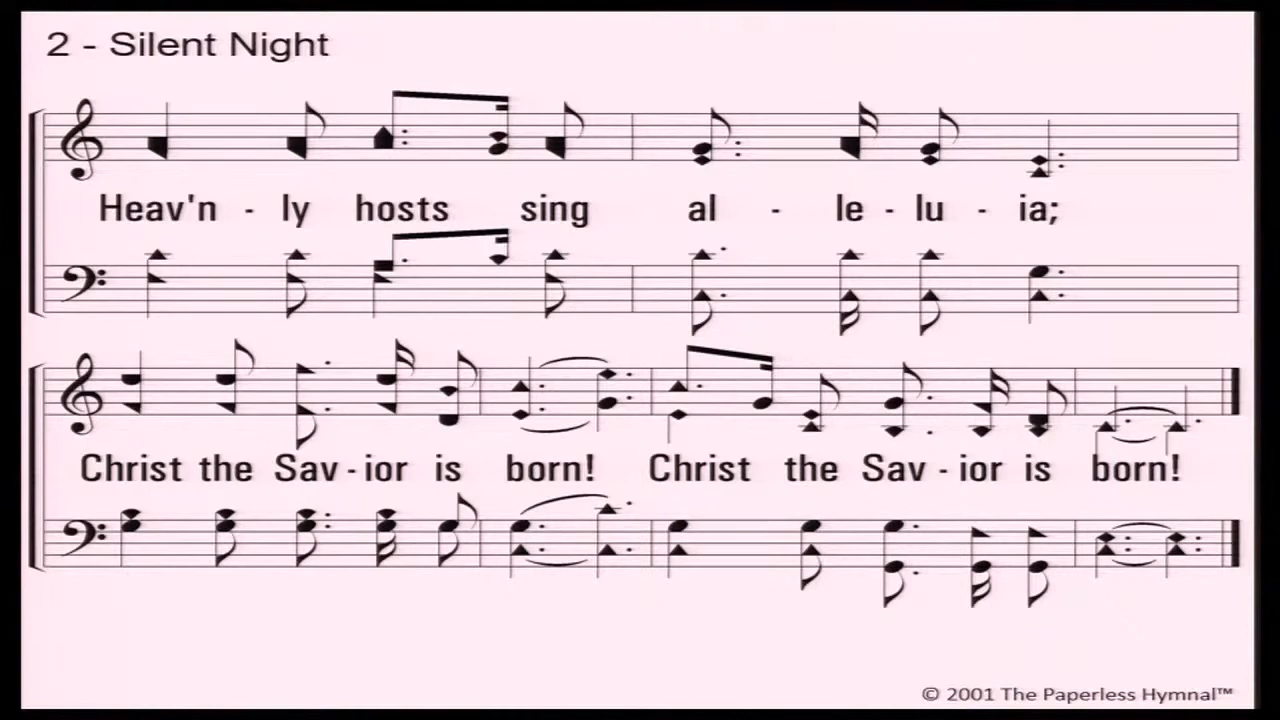 2 - Silent Night
Heav'n - ly hosts sing al - le - lu - ia;
Christ the Sav - ior is born! Christ the Sav - ior is born!
© 2001 The Paperless Hymnal™